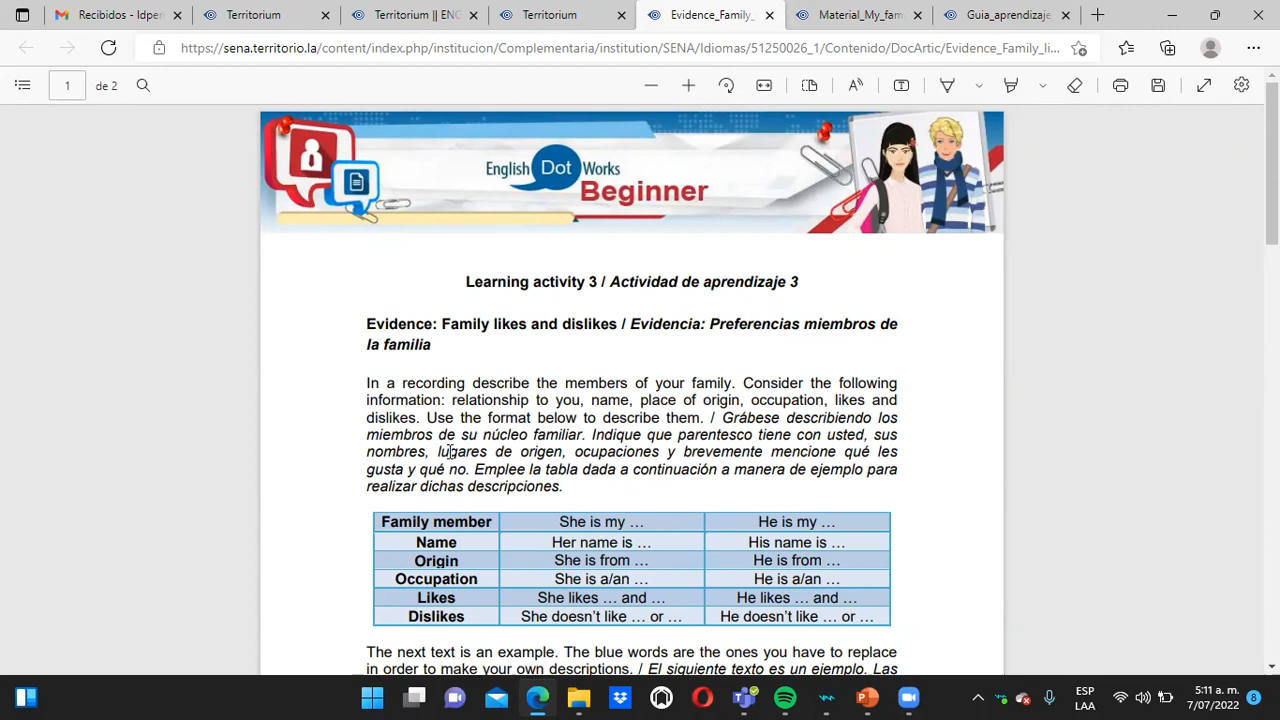 Recibidos - Idper
Territorium
Territorium || ENG
Territorium
Evidence_Family_
Material_My_fam
Guia_aprendizaje
https://sena.territorio.la/content/index.php/institucion/Complementaria/institution/SENA/Idiomas/51250026_1/Contenido/DocArtic/Evidence_Family_li...
1 de 2
English Dot Works
Beginner
Learning activity 3 / Actividad de aprendizaje 3
Evidence: Family likes and dislikes / Evidencia: Preferencias miembros de
la familia
In a recording describe the members of your family. Consider the following
information: relationship to you, name, place of origin, occupation, likes and
dislikes. Use the format below to describe them. / Grábese describiendo los
miembros de su núcleo familiar. Indique que parentesco tiene con usted, sus
nombres, lugares de origen, ocupaciones y brevemente mencione qué les
gusta y qué no. Emplee la tabla dada a continuación a manera de ejemplo para
realizar dichas descripciones.
Family member She is my … He is my …
Name Her name is … His name is …
Origin She is from … He is from …
Occupation She is a/an … He is a/an …
Likes She likes … and … He likes … and …
Dislikes She doesn't like … or … He doesn't like … or …
The next text is an example. The blue words are the ones you have to replace
in order to make your own descriptions. / El siguiente texto es un ejemplo. Las
ESP
LAA
5:11 a. m.
7/07/2022
8